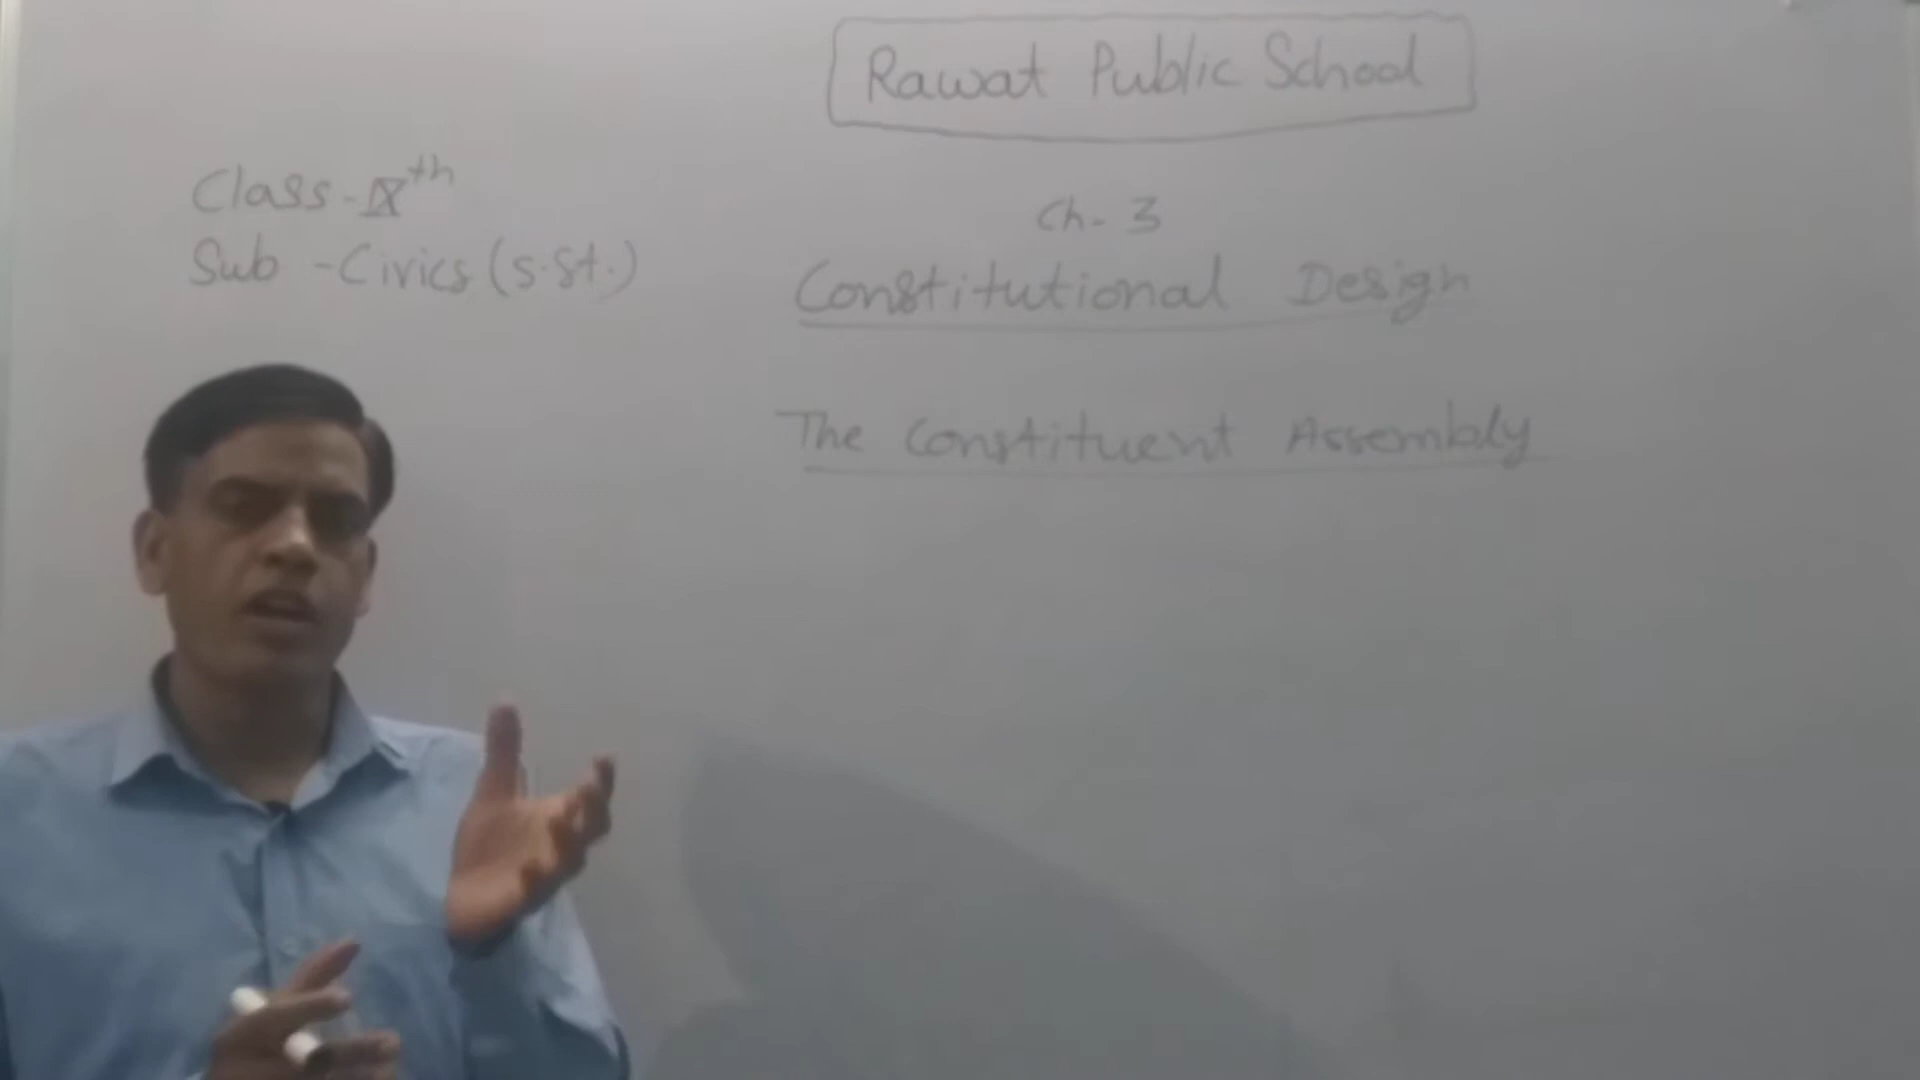 Rawat Public School
Class - IXth
Sub - Civics (S.St.)
Ch- 3
Constitutional Design
The Constituent Assembly